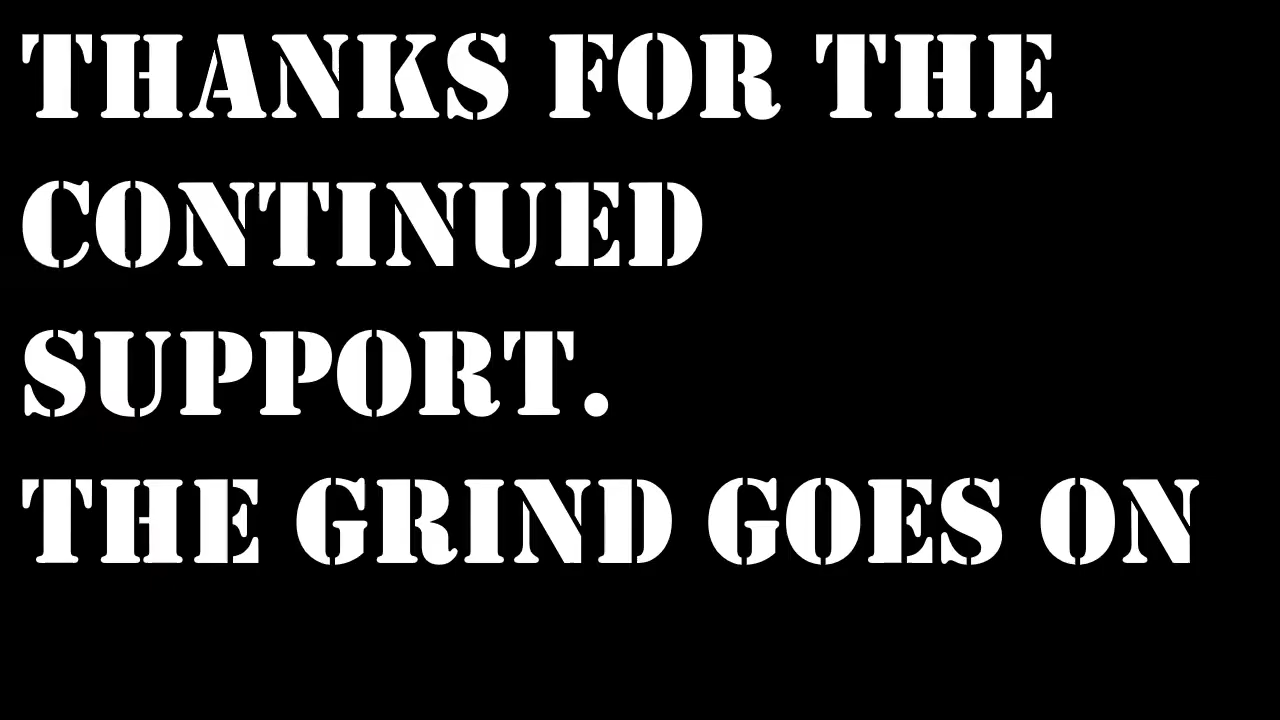 THANKS FOR THE
CONTINUED
SUPPORT.
THE GRIND GOES ON